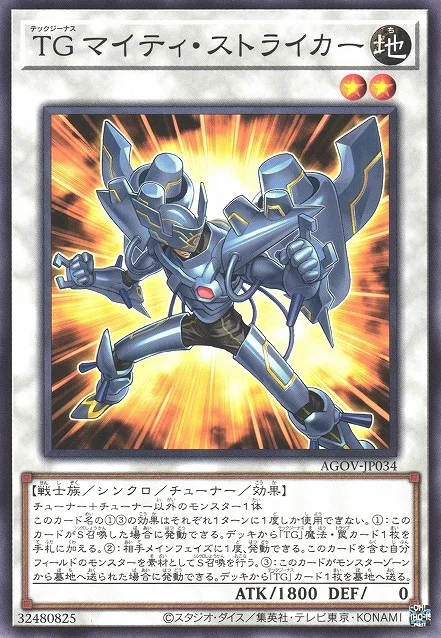 テックジーナス
TG マイティ・ストライカー
地
AGOV-JP034
【戦士族／シンクロ／チューナー／効果】
チューナー＋チューナー以外のモンスター１体
このカード名の①③の効果はそれぞれ１ターンに１度しか使用できない。①：この
カードがＳ召喚した場合に発動できる。デッキから「TG」魔法・罠カード１枚を
手札に加える。②：相手メインフェイズに１度、発動できる。このカードを含む自分
フィールドのモンスターを素材としてＳ召喚を行う。③：このカードがモンスターゾーン
から墓地へ送られた場合に発動できる。デッキから「TG」カード１枚を墓地へ送る。
ATK/1800 DEF/ 0
32480825
©スタジオ・ダイス／集英社・テレビ東京・KONAMI